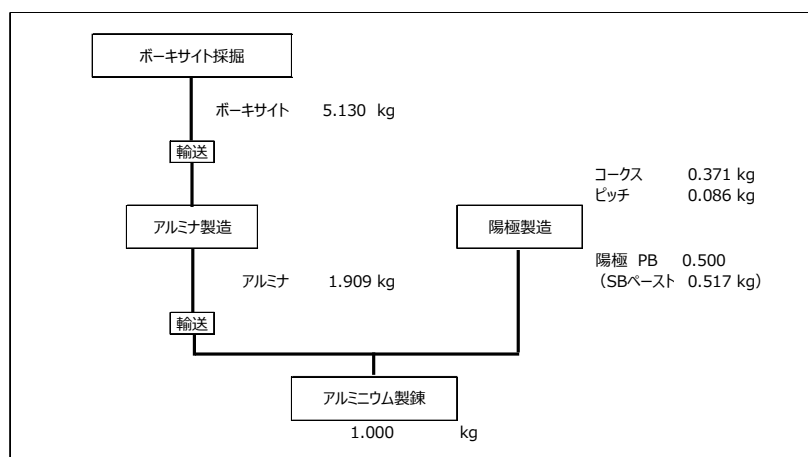 ボーキサイト採掘
ボーキサイト 5.130 kg
輸送
コークス 0.371 kg
ピッチ 0.086 kg
アルミナ製造
陽極製造
陽極 PB 0.500
（SBペースト 0.517 kg）
アルミナ 1.909 kg
輸送
アルミニウム製錬
1.000 kg